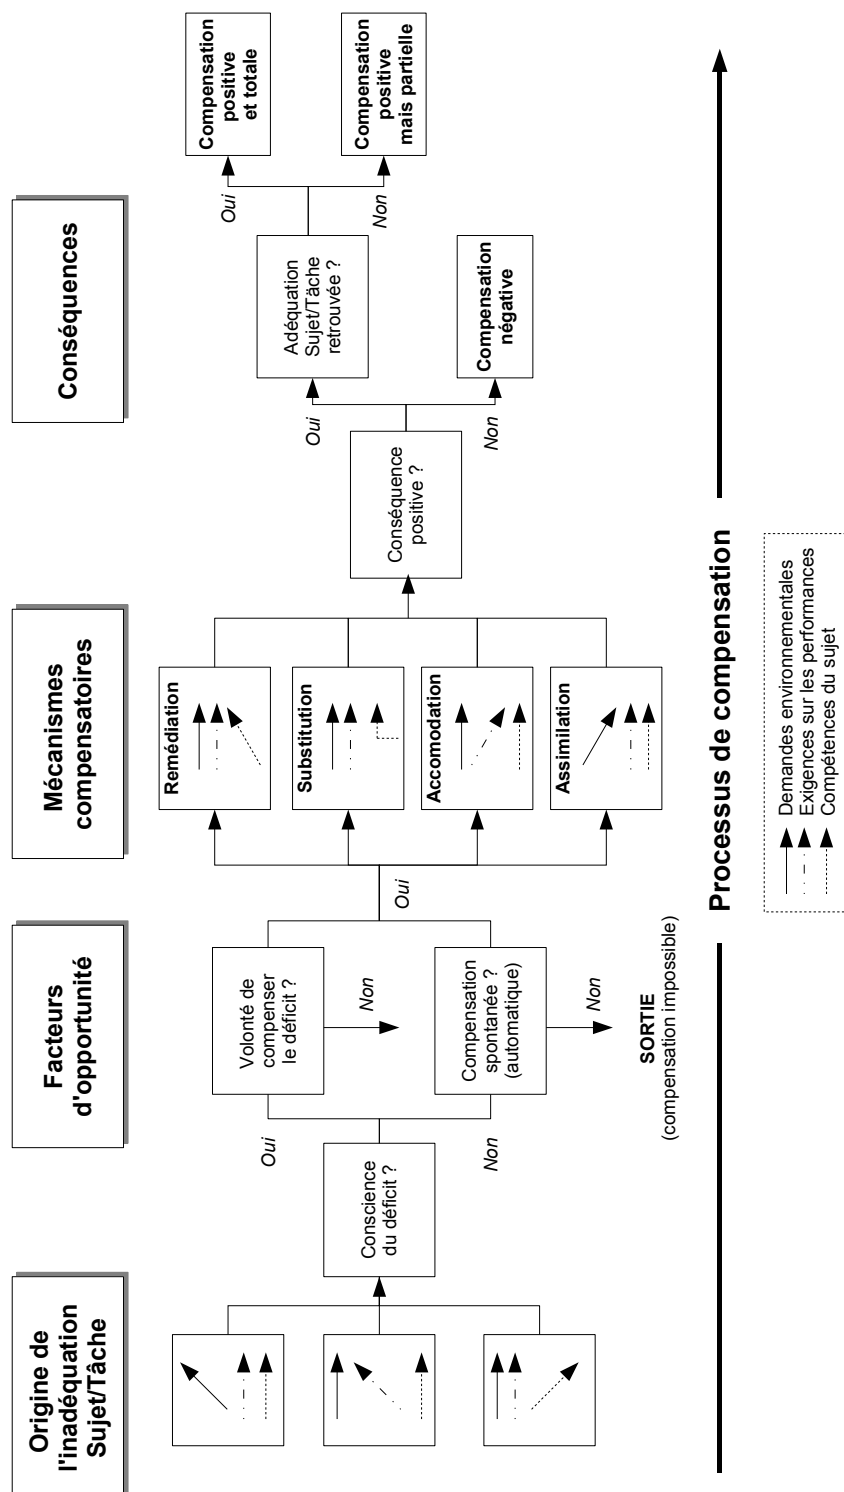 Origine de
l'inadéquation
Sujet/Tâche
Facteurs
d'opportunité
Mécanismes
compensatoires
Conséquences
Conscience
du déficit ?
Oui
Non
Volonté de
compenser
le déficit ?
Non
Compensation
spontanée ?
(automatique)
Non
SORTIE
(compensation impossible)
Oui
Remédiation
Substitution
Accomodation
Assimilation
Conséquence
positive ?
Oui
Non
Adéquation
Sujet/Tâche
retrouvée ?
Compensation
négative
Oui
Non
Compensation
positive
et totale
Compensation
positive
mais partielle
Processus de compensation
Demandes environnementales
Exigences sur les performances
Compétences du sujet